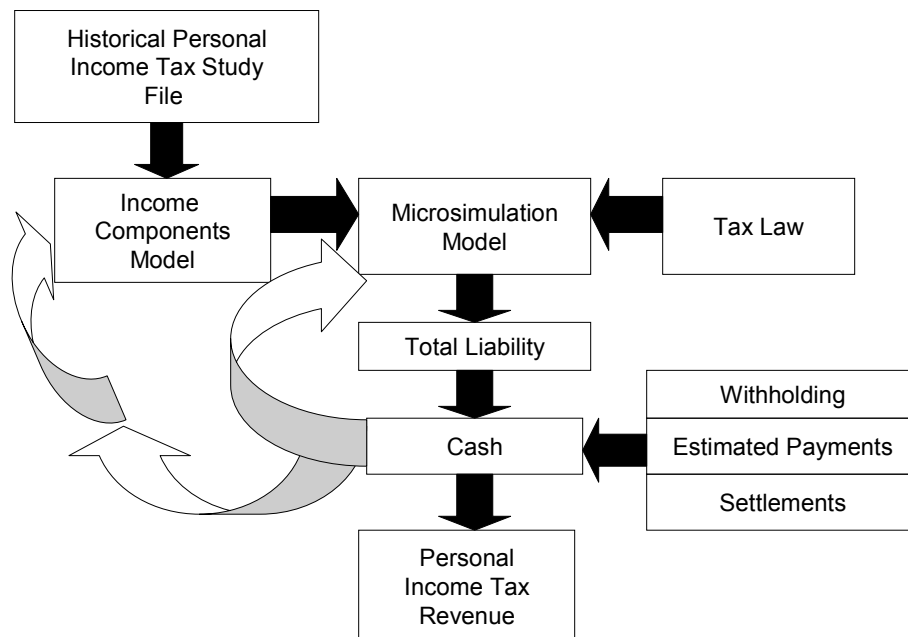 Historical Personal
Income Tax Study
File
Income
Components
Model
Microsimulation
Model
Tax Law
Total Liability
Withholding
Cash
Estimated Payments
Settlements
Personal
Income Tax
Revenue